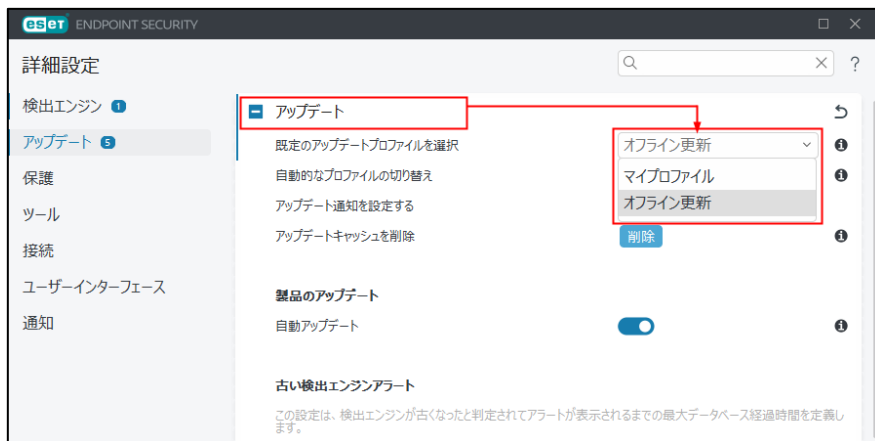 eset ENDPOINT SECURITY
詳細設定
?
検出エンジン 1
アップデート 5
保護
ツール
接続
ユーザーインターフェース
通知
アップデート
既定のアップデートプロファイルを選択
オフライン更新
マイプロファイル
オフライン更新
自動的なプロファイルの切り替え
アップデート通知を設定する
アップデートキャッシュを削除
削除
製品のアップデート
自動アップデート
古い検出エンジンアラート
この設定は、検出エンジンが古くなったと判定されてアラートが表示されるまでの最大データベース経過時間を定義し
ます。